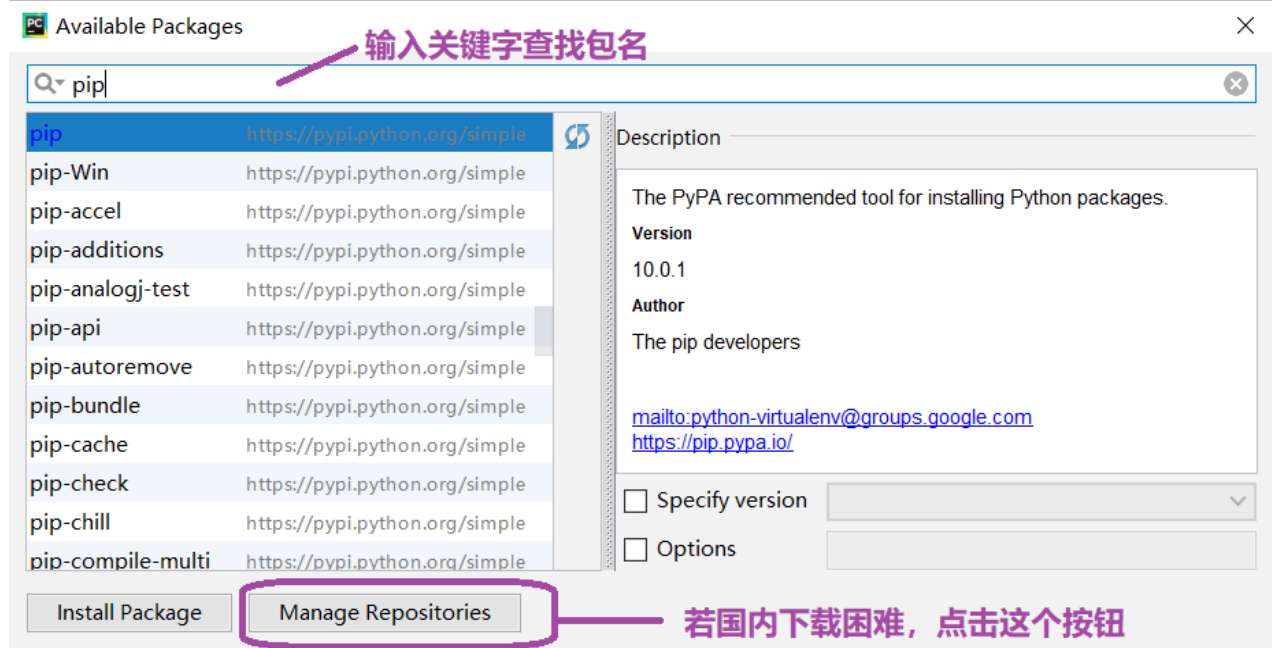 PC Available Packages
输入关键字查找包名
pip
pip https://pypi.python.org/simple
pip-Win https://pypi.python.org/simple
pip-accel https://pypi.python.org/simple
pip-additions https://pypi.python.org/simple
pip-analogj-test https://pypi.python.org/simple
pip-api https://pypi.python.org/simple
pip-autoremove https://pypi.python.org/simple
pip-bundle https://pypi.python.org/simple
pip-cache https://pypi.python.org/simple
pip-check https://pypi.python.org/simple
pip-chill https://pypi.python.org/simple
pip-compile-multi https://pypi.python.org/simple
Description
The PyPA recommended tool for installing Python packages.
Version
10.0.1
Author
The pip developers
mailto:python-virtualenv@groups.google.com
https://pip.pypa.io/
Specify version
Options
Install Package
Manage Repositories
若国内下载困难，点击这个按钮